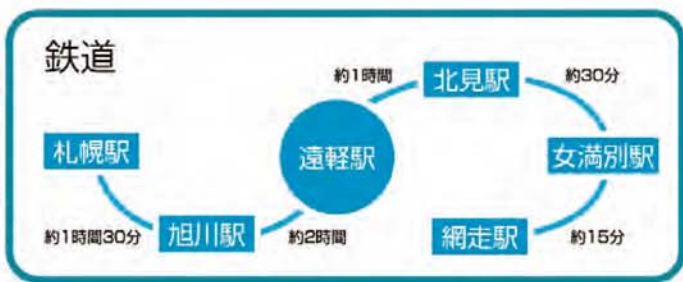 鉄道
約1時間
北見駅
約30分
札幌駅
遠軽駅
女満別駅
約1時間30分
旭川駅
約2時間
網走駅
約15分